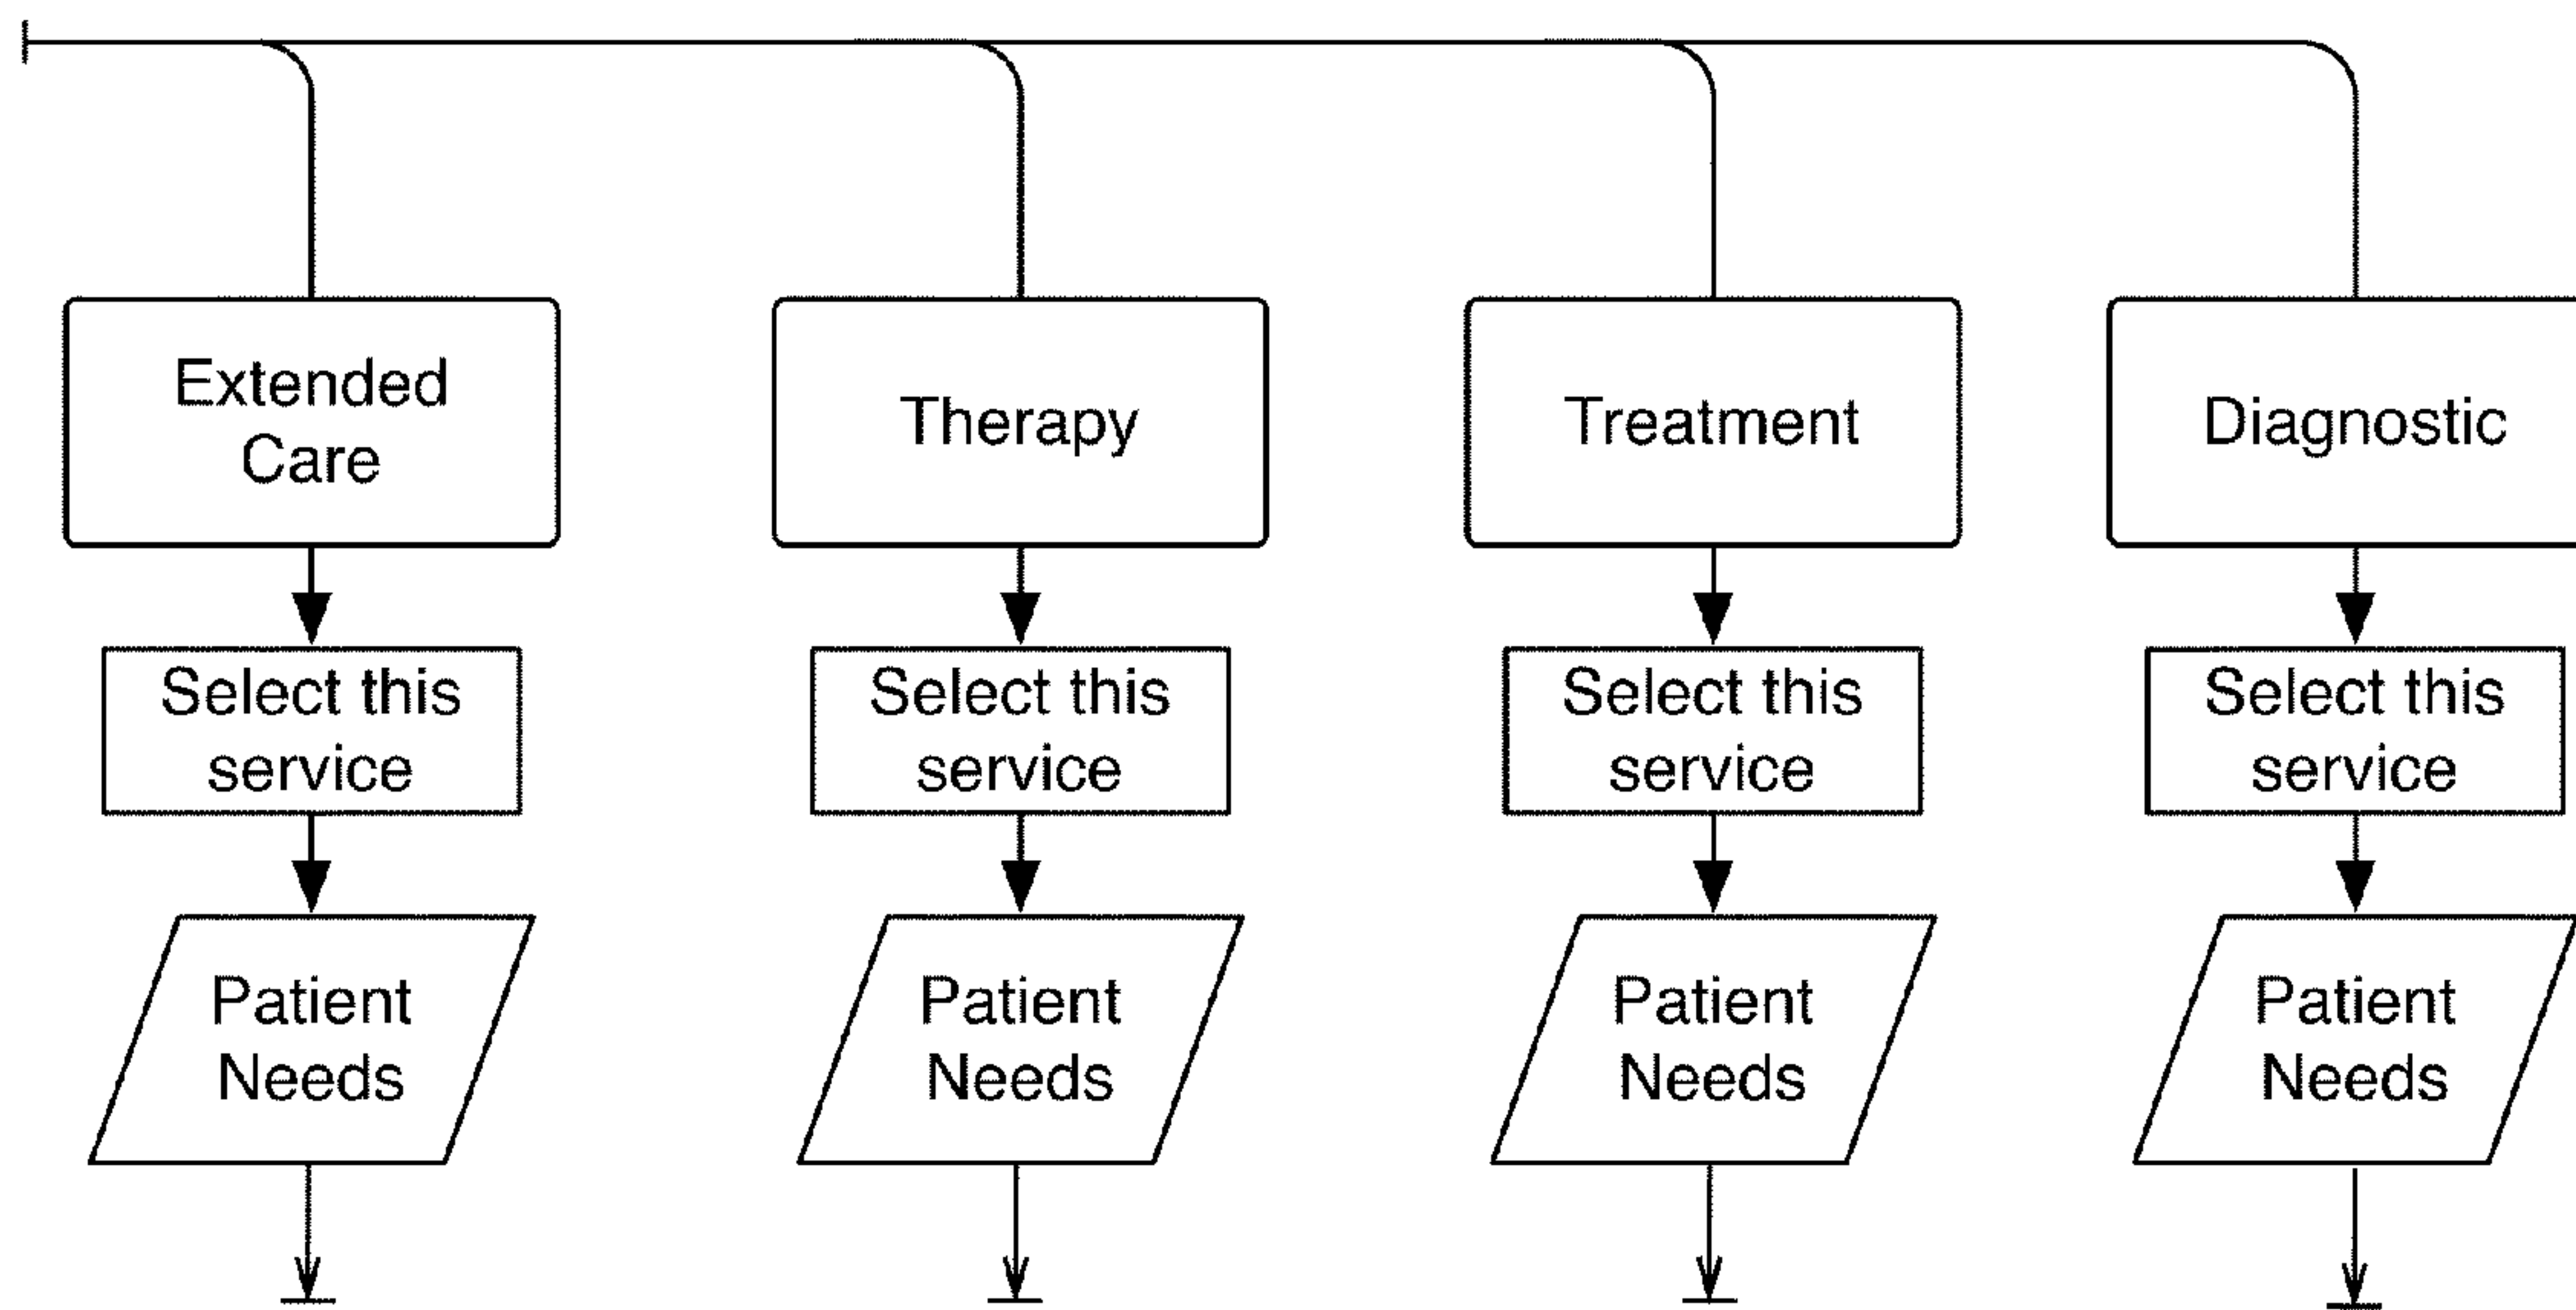 Extended
Care
Therapy
Treatment
Diagnostic
Select this
service
Select this
service
Select this
service
Select this
service
Patient
Needs
Patient
Needs
Patient
Needs
Patient
Needs